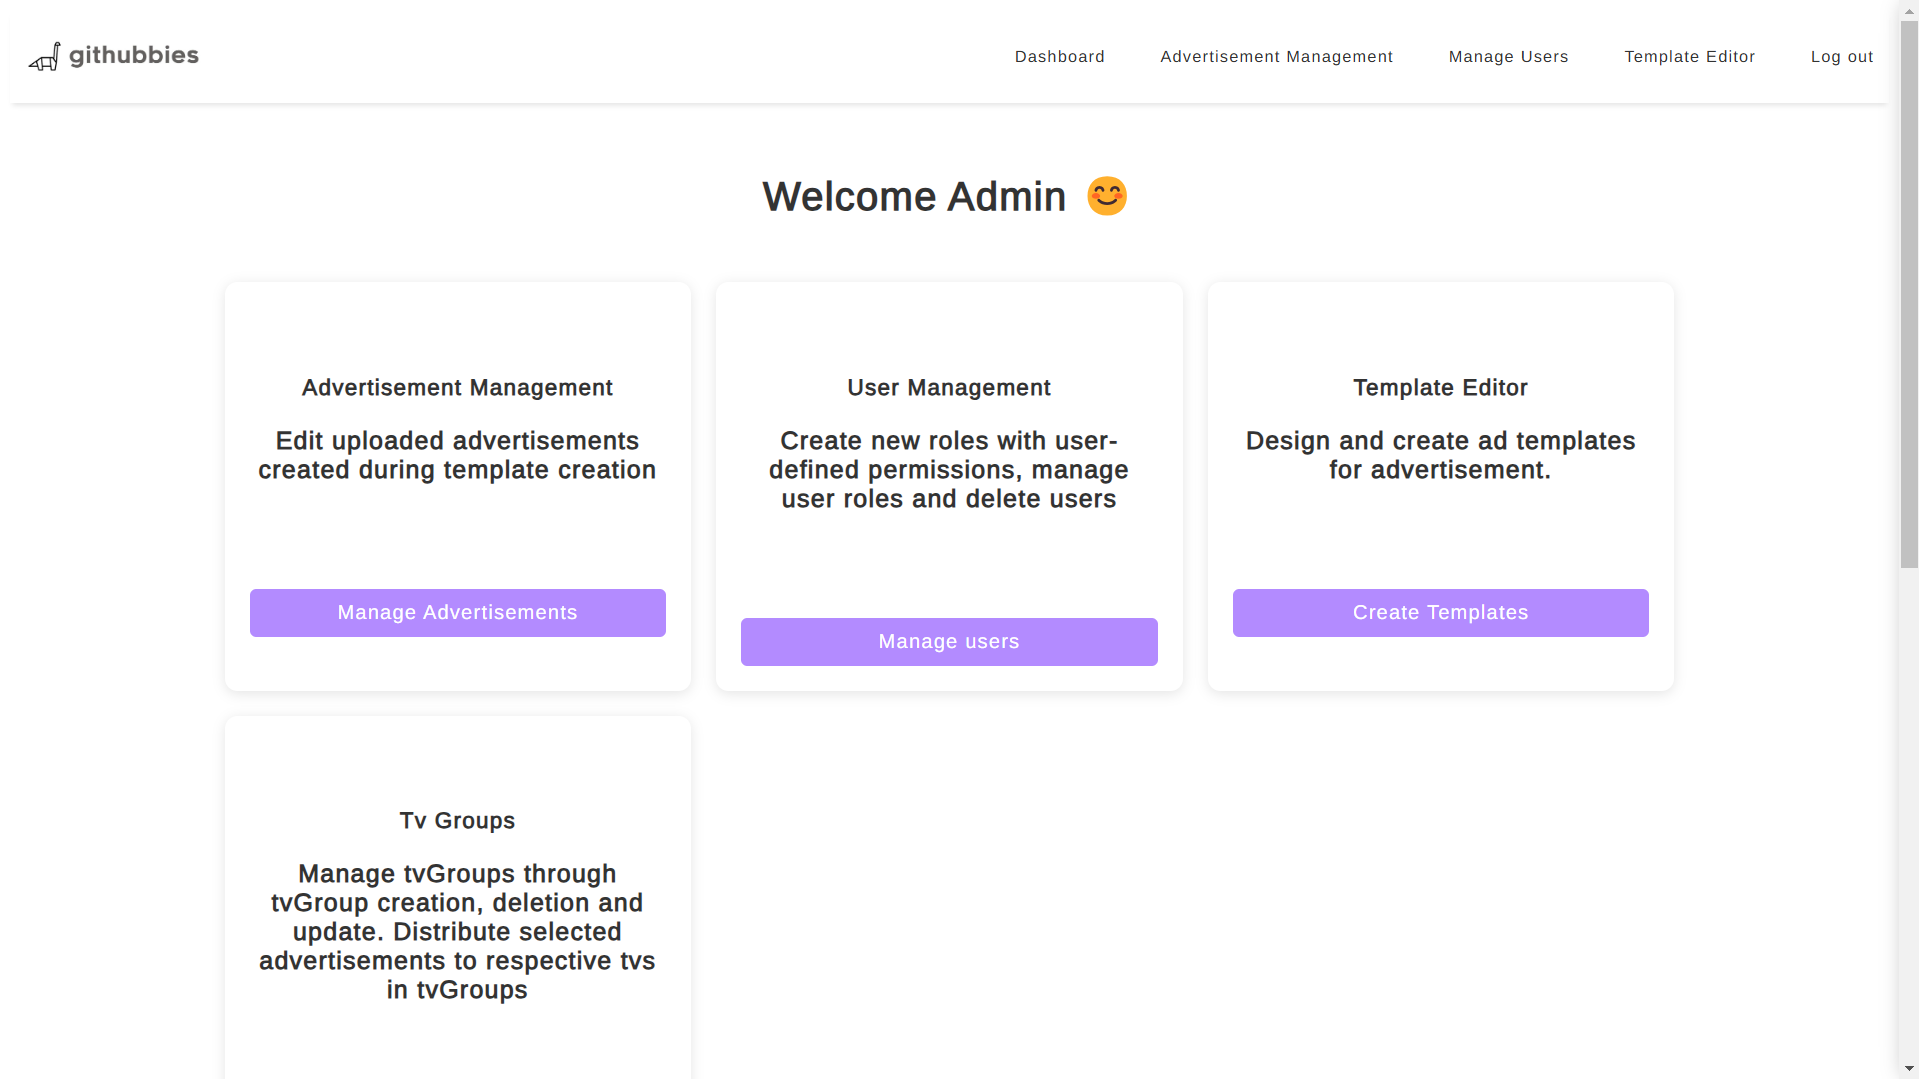 githubbies
Dashboard
Advertisement Management
Manage Users
Template Editor
Log out
Welcome Admin 😊
Advertisement Management
Edit uploaded advertisements
created during template creation
Manage Advertisements
User Management
Create new roles with user-
defined permissions, manage
user roles and delete users
Manage users
Template Editor
Design and create ad templates
for advertisement.
Create Templates
Tv Groups
Manage tvGroups through
tvGroup creation, deletion and
update. Distribute selected
advertisements to respective tvs
in tvGroups